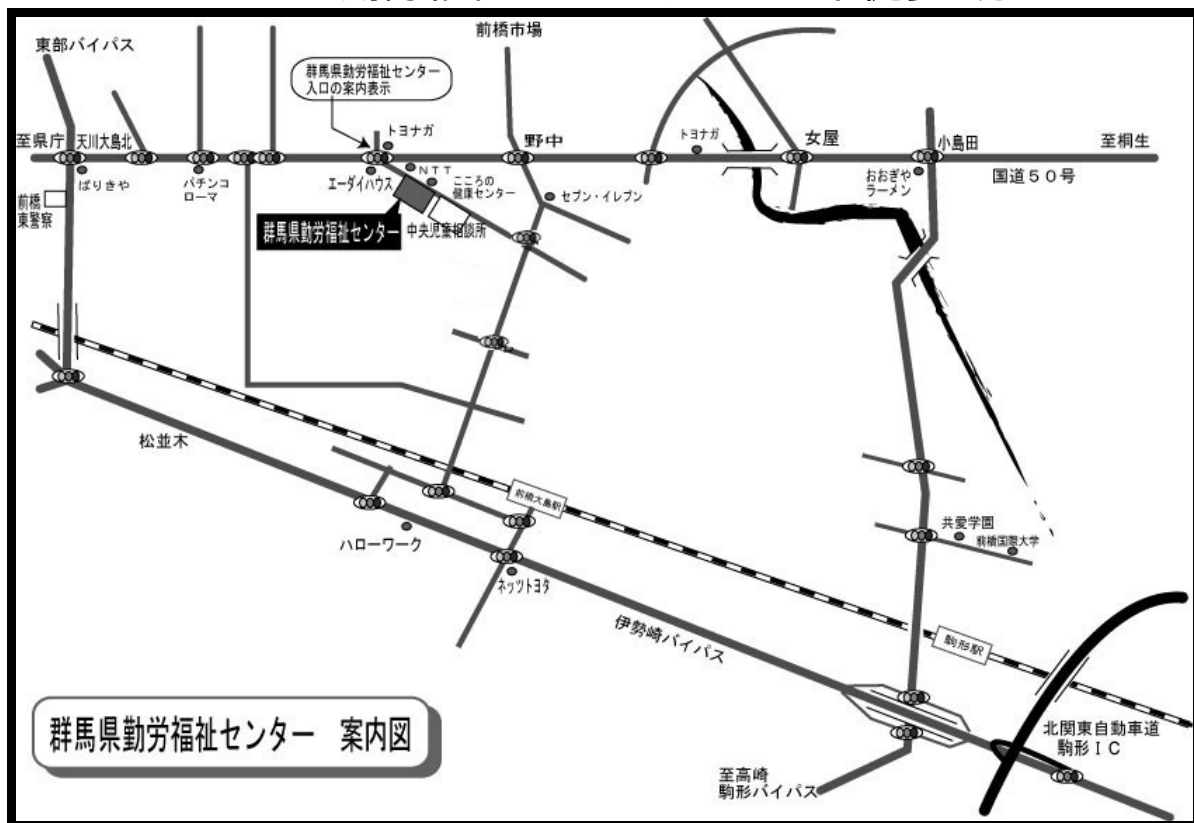 東部バイパス
前橋市場
群馬県勤労福祉センター
入口の案内表示
至県庁
天川大島北
トヨナガ
野中
トヨナガ
女屋
小島田
至桐生
ばりきや
パチンコ
ローマ
エーダイハウス
NTT
こころの
健康センター
セブン・イレブン
おおぎや
ラーメン
国道50号
前橋
東警察
群馬県勤労福祉センター
中央児童相談所
松並木
前橋大島駅
ハローワーク
ネッツトヨタ
共愛学園
前橋国際大学
伊勢崎バイパス
駒形駅
群馬県勤労福祉センター 案内図
北関東自動車道
駒形IC
至高崎
駒形バイパス